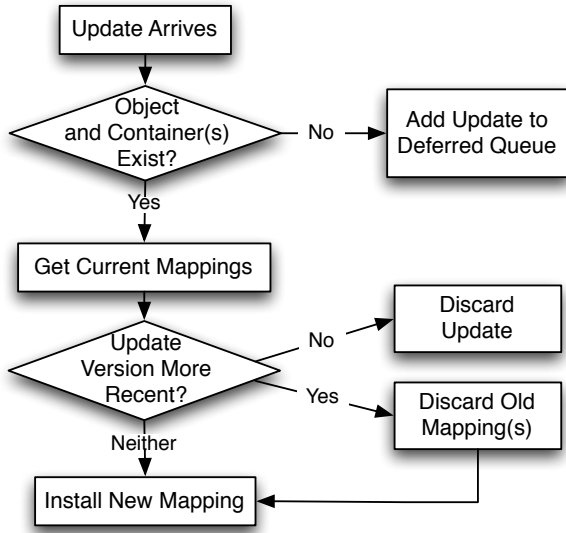 Update Arrives
Object
and Container(s)
Exist?
No
Add Update to
Deferred Queue
Yes
Get Current Mappings
Update
Version More
Recent?
No
Discard
Update
Yes
Discard Old
Mapping(s)
Neither
Install New Mapping